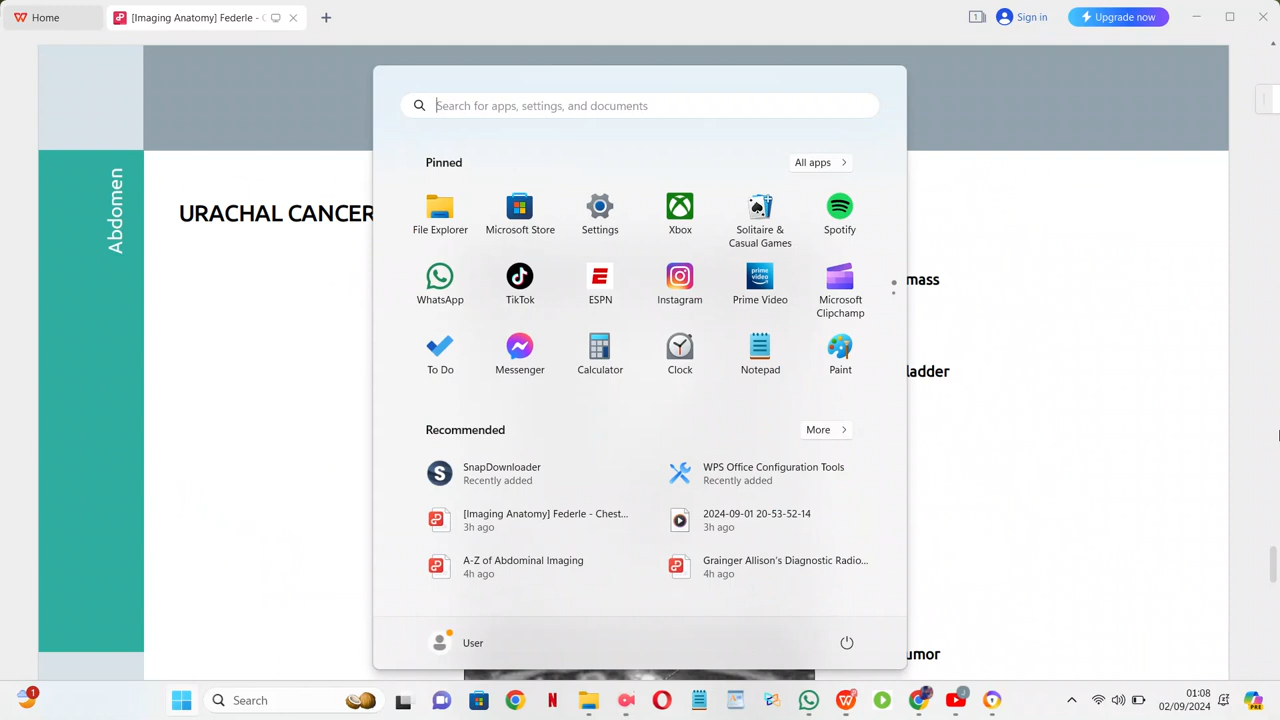 Home
[Imaging Anatomy] Federle - C
1
Sign in
Upgrade now
Abdomen
URACHAL CANCER
mass
ladder
umor
Search for apps, settings, and documents
Pinned
All apps
File Explorer
Microsoft Store
Settings
Xbox
Solitaire &
Casual Games
Spotify
WhatsApp
TikTok
ESPN
Instagram
Prime Video
Microsoft
Clipchamp
To Do
Messenger
Calculator
Clock
Notepad
Paint
Recommended
More
SnapDownloader
Recently added
WPS Office Configuration Tools
Recently added
[Imaging Anatomy] Federle - Chest...
3h ago
2024-09-01 20-53-52-14
3h ago
A-Z of Abdominal Imaging
4h ago
Grainger Allison's Diagnostic Radio...
4h ago
User
1
Search
01:08
02/09/2024